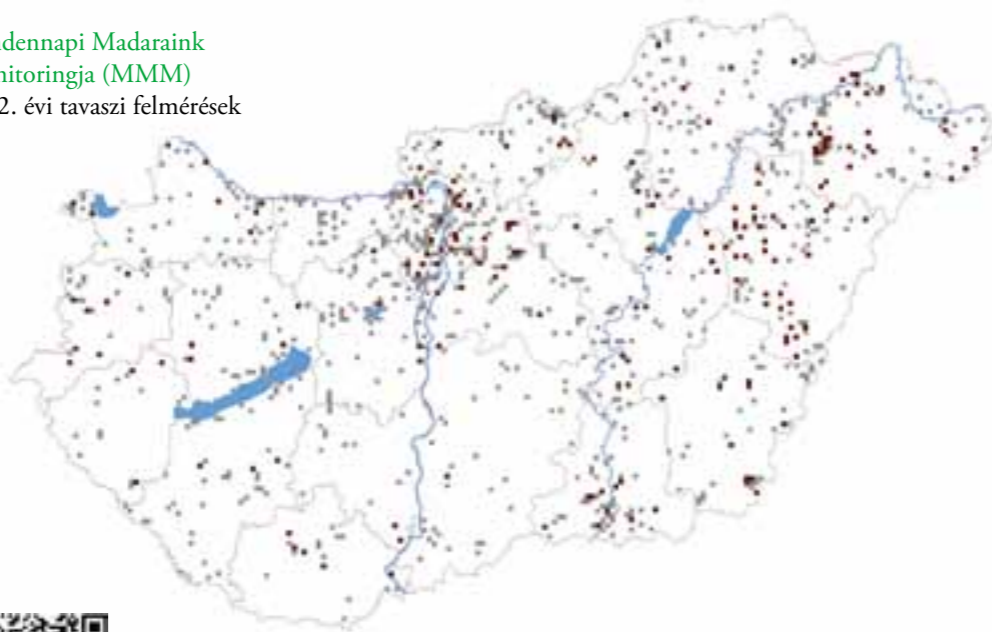 dennapi Madaraink
nitoringja (MMM)
2. évi tavaszi felmérések